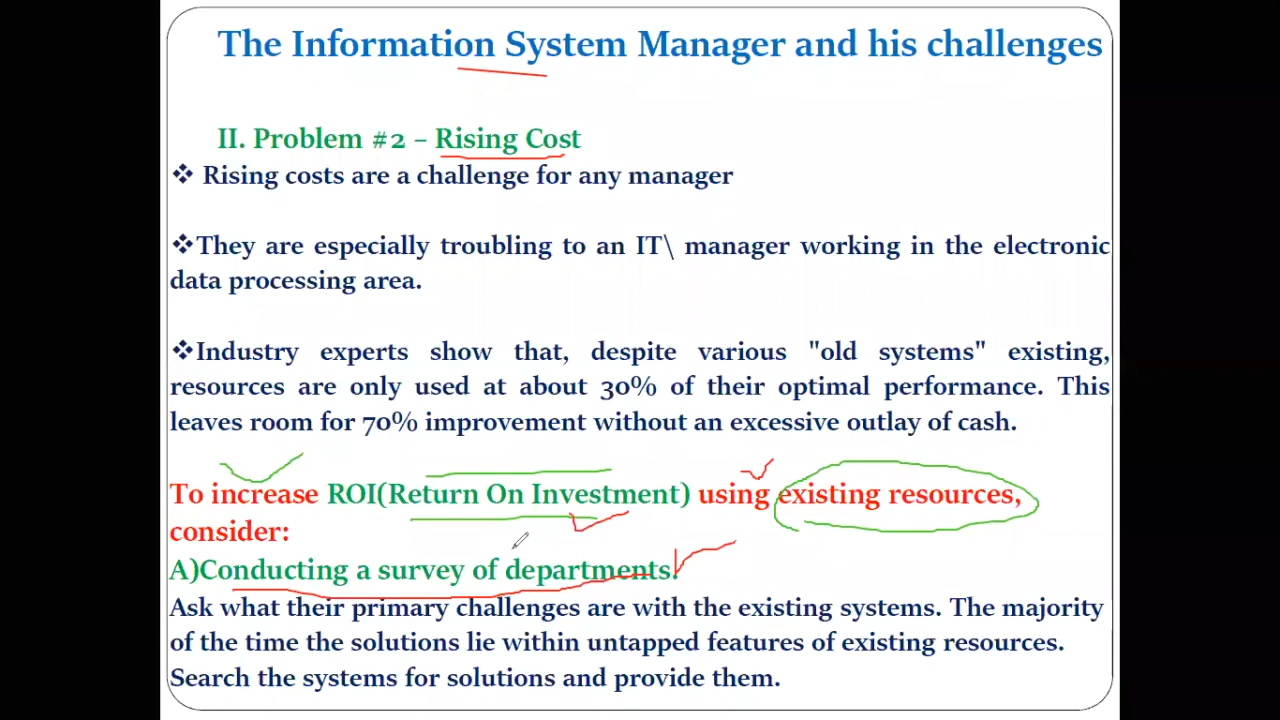 The Information System Manager and his challenges
II. Problem #2 – Rising Cost
❖ Rising costs are a challenge for any manager
❖They are especially troubling to an IT\ manager working in the electronic
data processing area.
❖Industry experts show that, despite various "old systems" existing,
resources are only used at about 30% of their optimal performance. This
leaves room for 70% improvement without an excessive outlay of cash.
To increase ROI(Return On Investment) using existing resources,
consider:
A)Conducting a survey of departments.
Ask what their primary challenges are with the existing systems. The majority
of the time the solutions lie within untapped features of existing resources.
Search the systems for solutions and provide them.